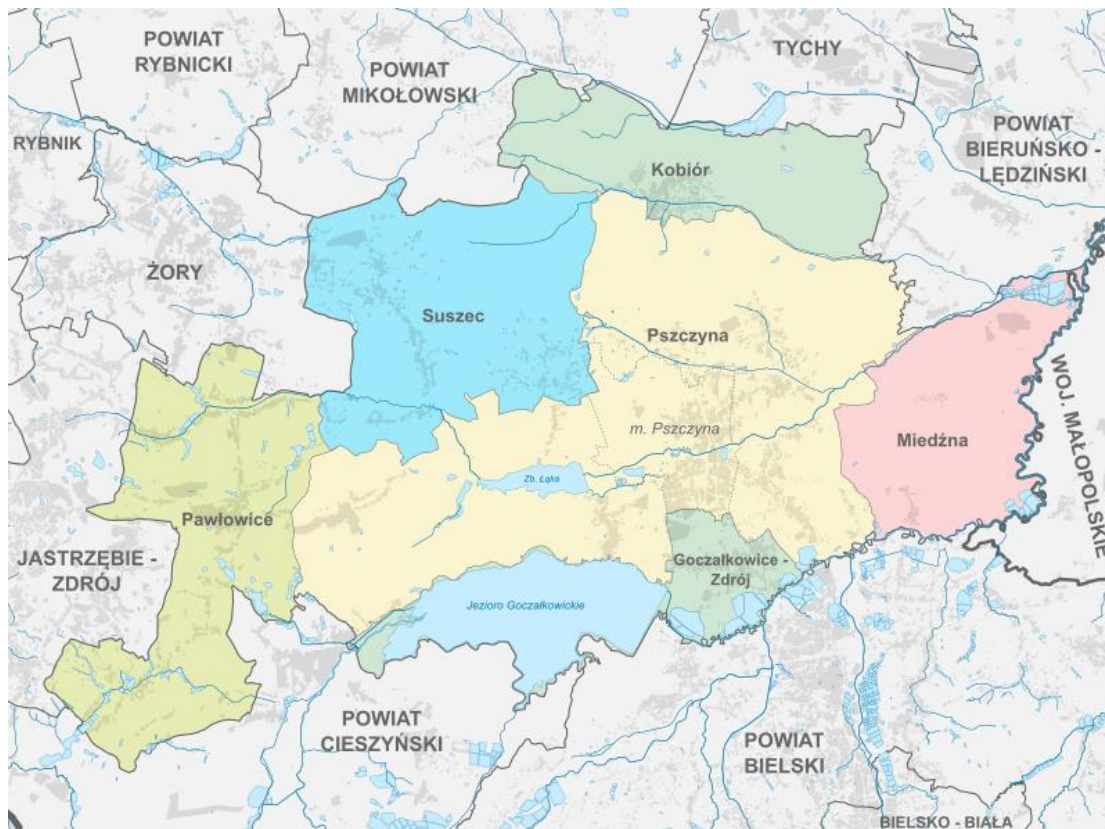 POWIAT
RYBNICKI
POWIAT
MIKOŁOWSKI
TYCHY
RYBNIK
POWIAT
BIERUŃSKO -
LĘDZIŃSKI
Kobiór
ŻORY
Suszec
Pszczyna
WOJ. MAŁOPOLSKIE
m. Pszczyna
Miedźna
Zb. Łąka
Pawłowice
JASTRZĘBIE -
ZDRÓJ
Goczałkowice -
Zdrój
Jezioro Goczałkowickie
POWIAT
CIESZYŃSKI
POWIAT
BIELSKI
BIELSKO - BIAŁA